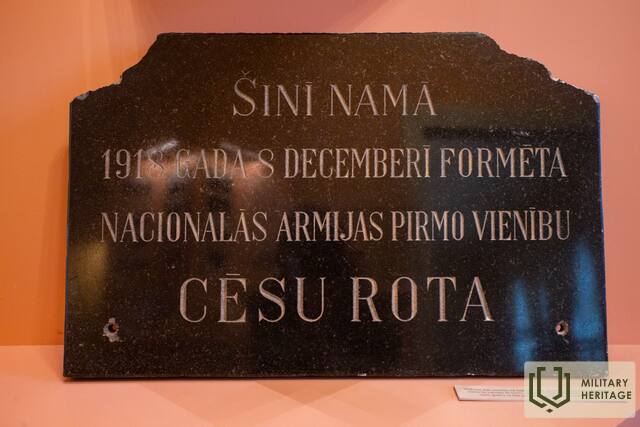 ŠINĪ NAMĀ
1918 GADA 8 DECEMBERĪ FORMĒTA
NACIONALĀS ARMIJAS PIRMO VIENĪBU
CĒSU ROTA
MILITARY
HERITAGE